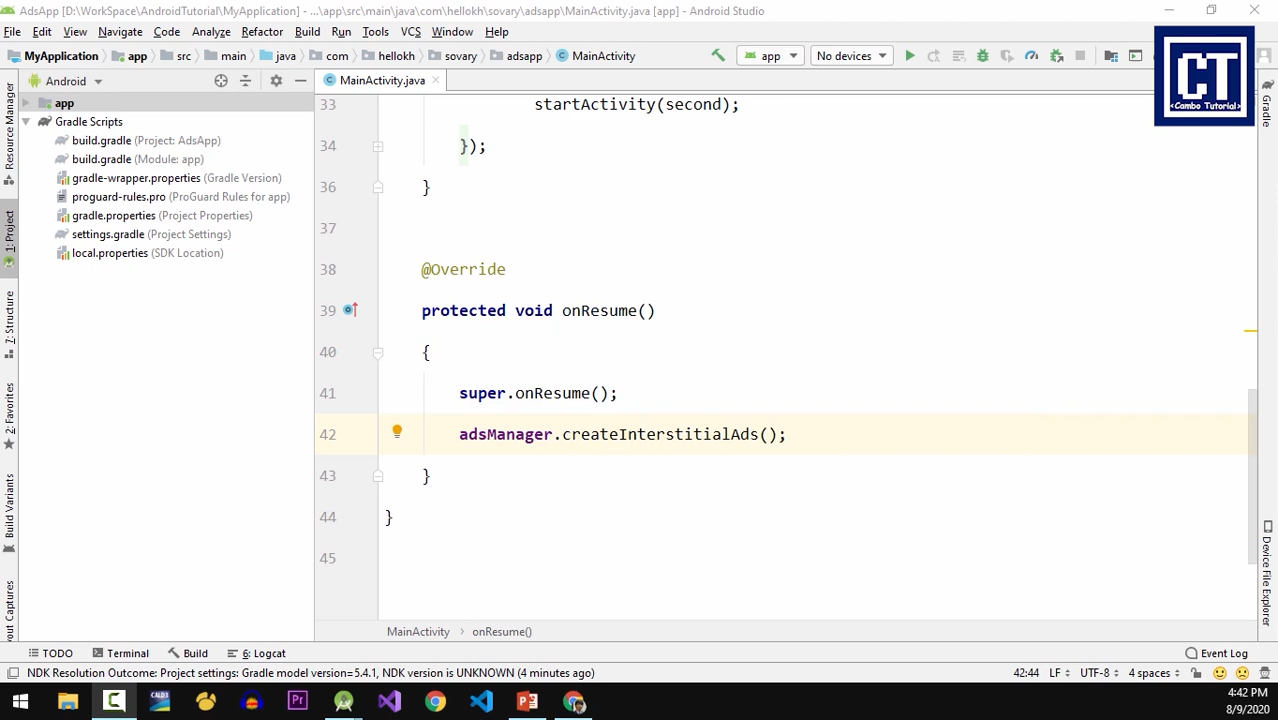 AdsApp [D:\WorkSpace\AndroidTutorial\MyApplication] - ...\app\src\main\java\com\hellokh\sovary\adsapp\MainActivity.java [app] - Android Studio
File Edit View Navigate Code Analyze Refactor Build Run Tools VCS Window Help
MyApplication app src main java com hellokh sovary adsapp MainActivity app No devices
CT
<Cambo Tutorial>
Android MainActivity.java
Resource Manager
1: Project
7: Structure
2: Favorites
Build Variants
out Captures
app
Gradle Scripts
build.gradle (Project: AdsApp)
build.gradle (Module: app)
gradle-wrapper.properties (Gradle Version)
proguard-rules.pro (ProGuard Rules for app)
gradle.properties (Project Properties)
settings.gradle (Project Settings)
local.properties (SDK Location)
33 startActivity(second);
34 });
36 }
37
38 @Override
39 protected void onResume()
40 {
41 super.onResume();
42 adsManager.createInterstitialAds();
43 }
44 }
45
Gradle
Device File Explorer
MainActivity › onResume()
TODO Terminal Build 6: Logcat Event Log
NDK Resolution Outcome: Project settings: Gradle model version=5.4.1, NDK version is UNKNOWN (4 minutes ago) 42:44 LF UTF-8 4 spaces
Pr
4:42 PM
8/9/2020